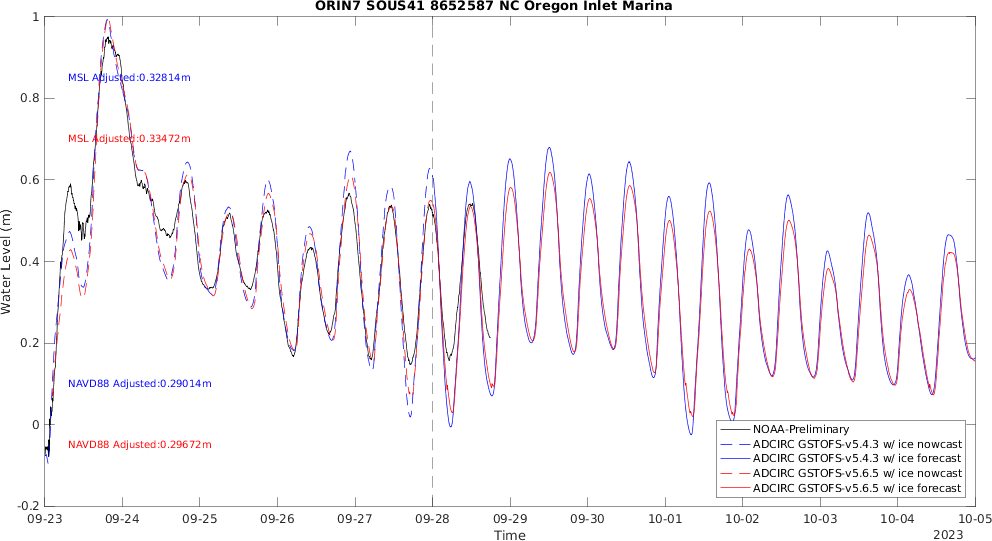 ORIN7 SOUS41 8652587 NC Oregon Inlet Marina
1
0.8
0.6
0.4
0.2
0
-0.2
Water Level (m)
MSL Adjusted:0.32814m
MSL Adjusted:0.33472m
NAVD88 Adjusted:0.29014m
NAVD88 Adjusted:0.29672m
NOAA-Preliminary
ADCIRC GSTOFS-v5.4.3 w/ ice nowcast
ADCIRC GSTOFS-v5.4.3 w/ ice forecast
ADCIRC GSTOFS-v5.6.5 w/ ice nowcast
ADCIRC GSTOFS-v5.6.5 w/ ice forecast
09-23 09-24 09-25 09-26 09-27 09-28 09-29 09-30 10-01 10-02 10-03 10-04 10-05
Time
2023